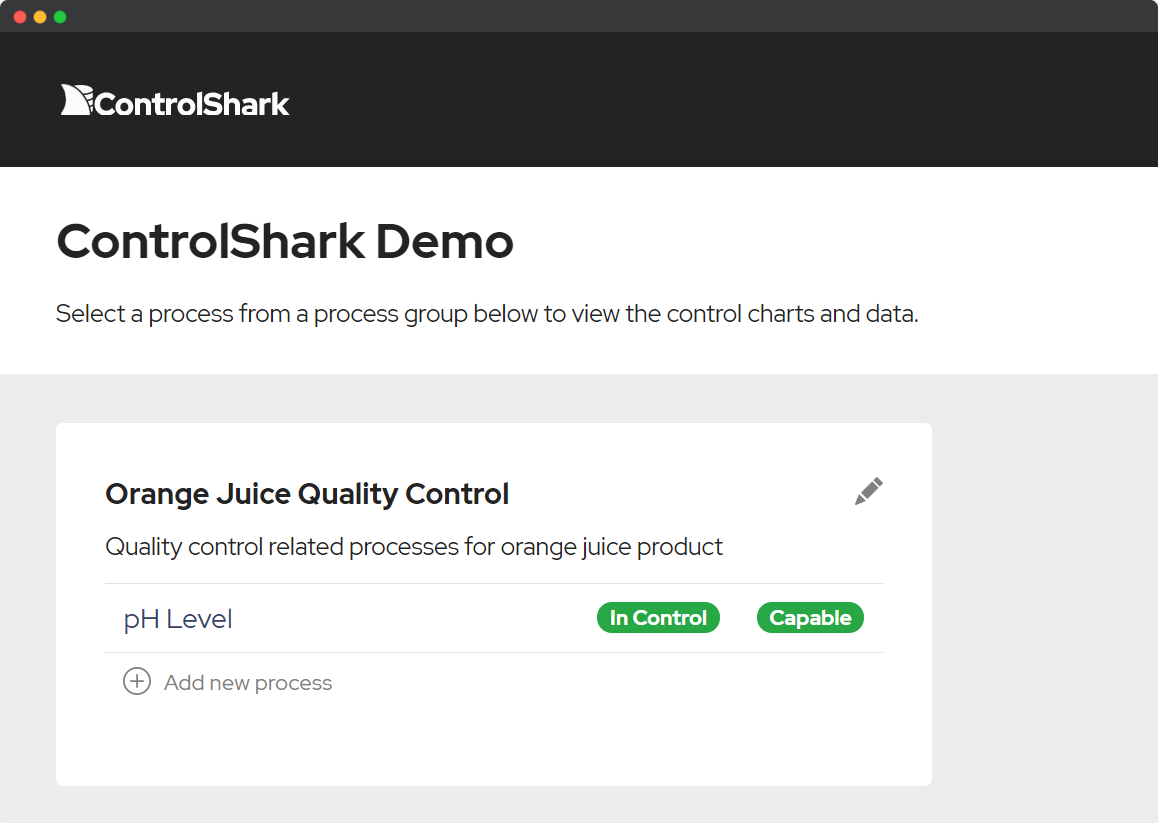 ControlShark
ControlShark Demo
Select a process from a process group below to view the control charts and data.
Orange Juice Quality Control
Quality control related processes for orange juice product
pH Level In Control Capable
Add new process